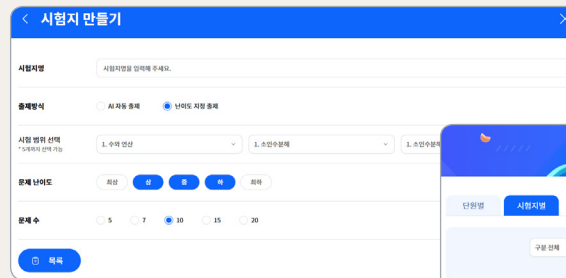 시험지 만들기
시험지명 시험지명을 입력해 주세요.
출제방식 AI 자동 출제 난이도 지정 출제
시험 범위 선택 1. 수와 연산 1. 소인수분해 1. 소인수분해
* 5개까지 선택 가능
문제 난이도 최상 상 중 하 최하
문제 수 5 7 10 15 20
목록
단원별 시험지별
구분 전체